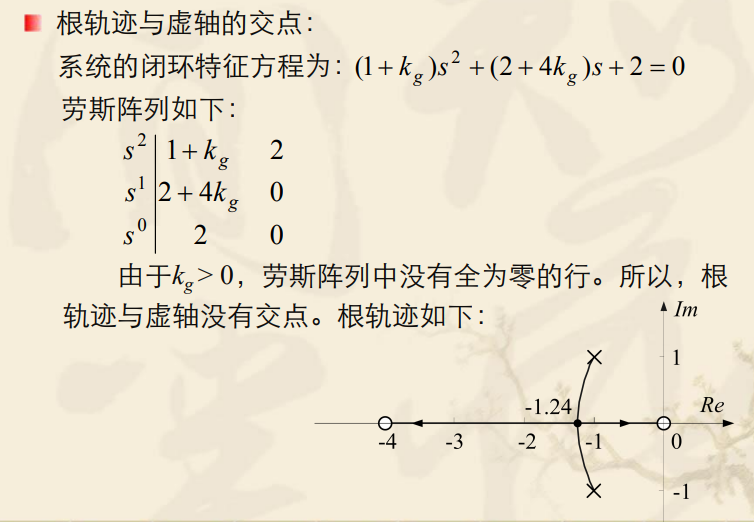 根轨迹与虚轴的交点：
系统的闭环特征方程为：(1+k_g)s^2+(2+4k_g)s+2=0
劳斯阵列如下：
s^2 1+k_g 2
s^1 2+4k_g 0
s^0 2 0
由于k_g>0，劳斯阵列中没有全为零的行。所以，根
轨迹与虚轴没有交点。根轨迹如下：
Im
1
-1.24
Re
-4 -3 -2 -1 0
-1